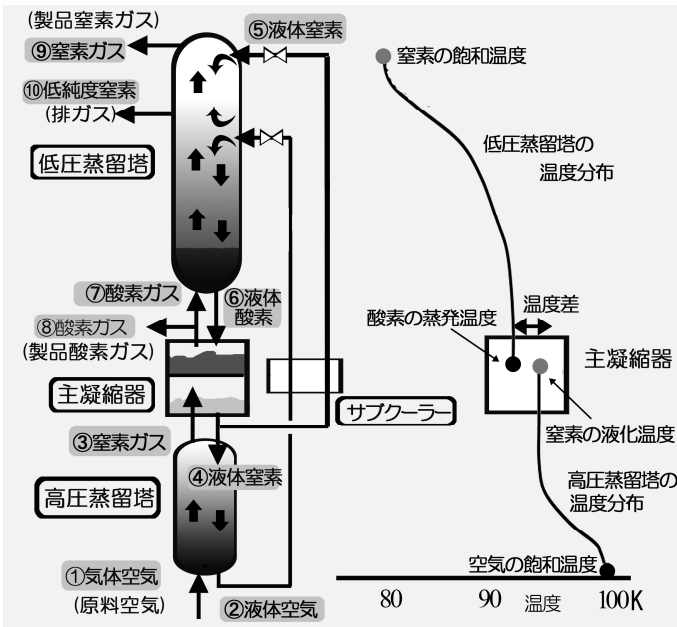 (製品窒素ガス)
⑨窒素ガス
⑩低純度窒素
(排ガス)
低圧蒸留塔
⑤液体窒素
⑦酸素ガス
⑥液体
酸素
⑧酸素ガス
(製品酸素ガス)
主凝縮器
サブクーラー
③窒素ガス
④液体窒素
高圧蒸留塔
①気体空気
(原料空気)
②液体空気
窒素の飽和温度
低圧蒸留塔の
温度分布
温度差
酸素の蒸発温度
主凝縮器
窒素の液化温度
高圧蒸留塔の
温度分布
空気の飽和温度
80 90 温度 100K